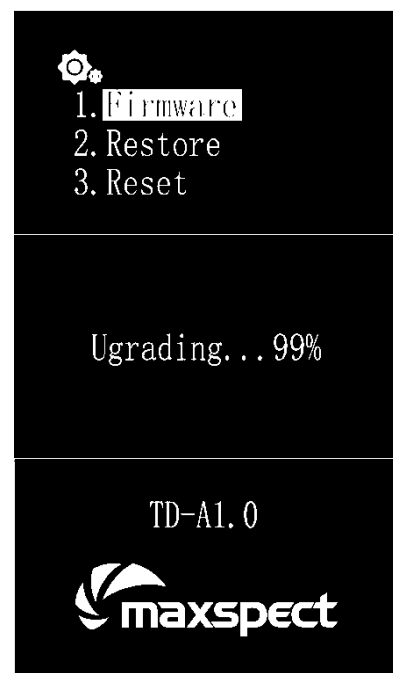 1. Firmware
2. Restore
3. Reset
Ugrading...99%
TD-A1.0
maxspect